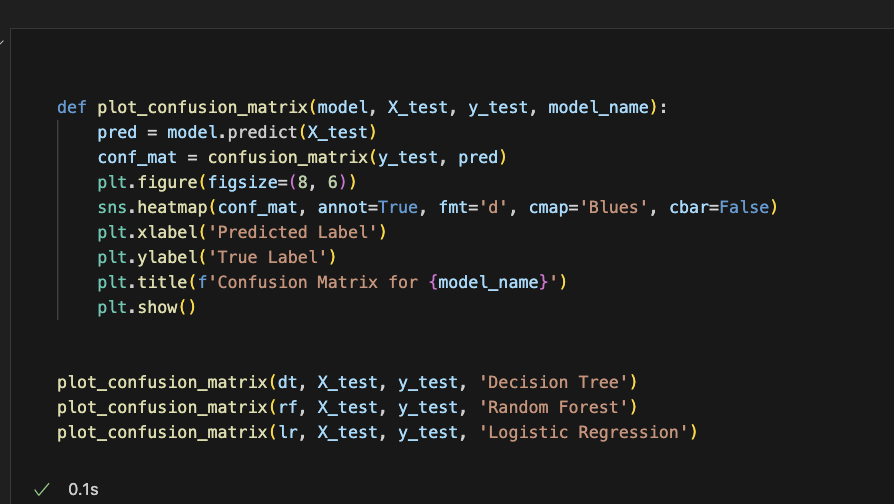 def plot_confusion_matrix(model, X_test, y_test, model_name):
    pred = model.predict(X_test)
    conf_mat = confusion_matrix(y_test, pred)
    plt.figure(figsize=(8, 6))
    sns.heatmap(conf_mat, annot=True, fmt='d', cmap='Blues', cbar=False)
    plt.xlabel('Predicted Label')
    plt.ylabel('True Label')
    plt.title(f'Confusion Matrix for {model_name}')
    plt.show()
plot_confusion_matrix(dt, X_test, y_test, 'Decision Tree')
plot_confusion_matrix(rf, X_test, y_test, 'Random Forest')
plot_confusion_matrix(lr, X_test, y_test, 'Logistic Regression')
0.1s